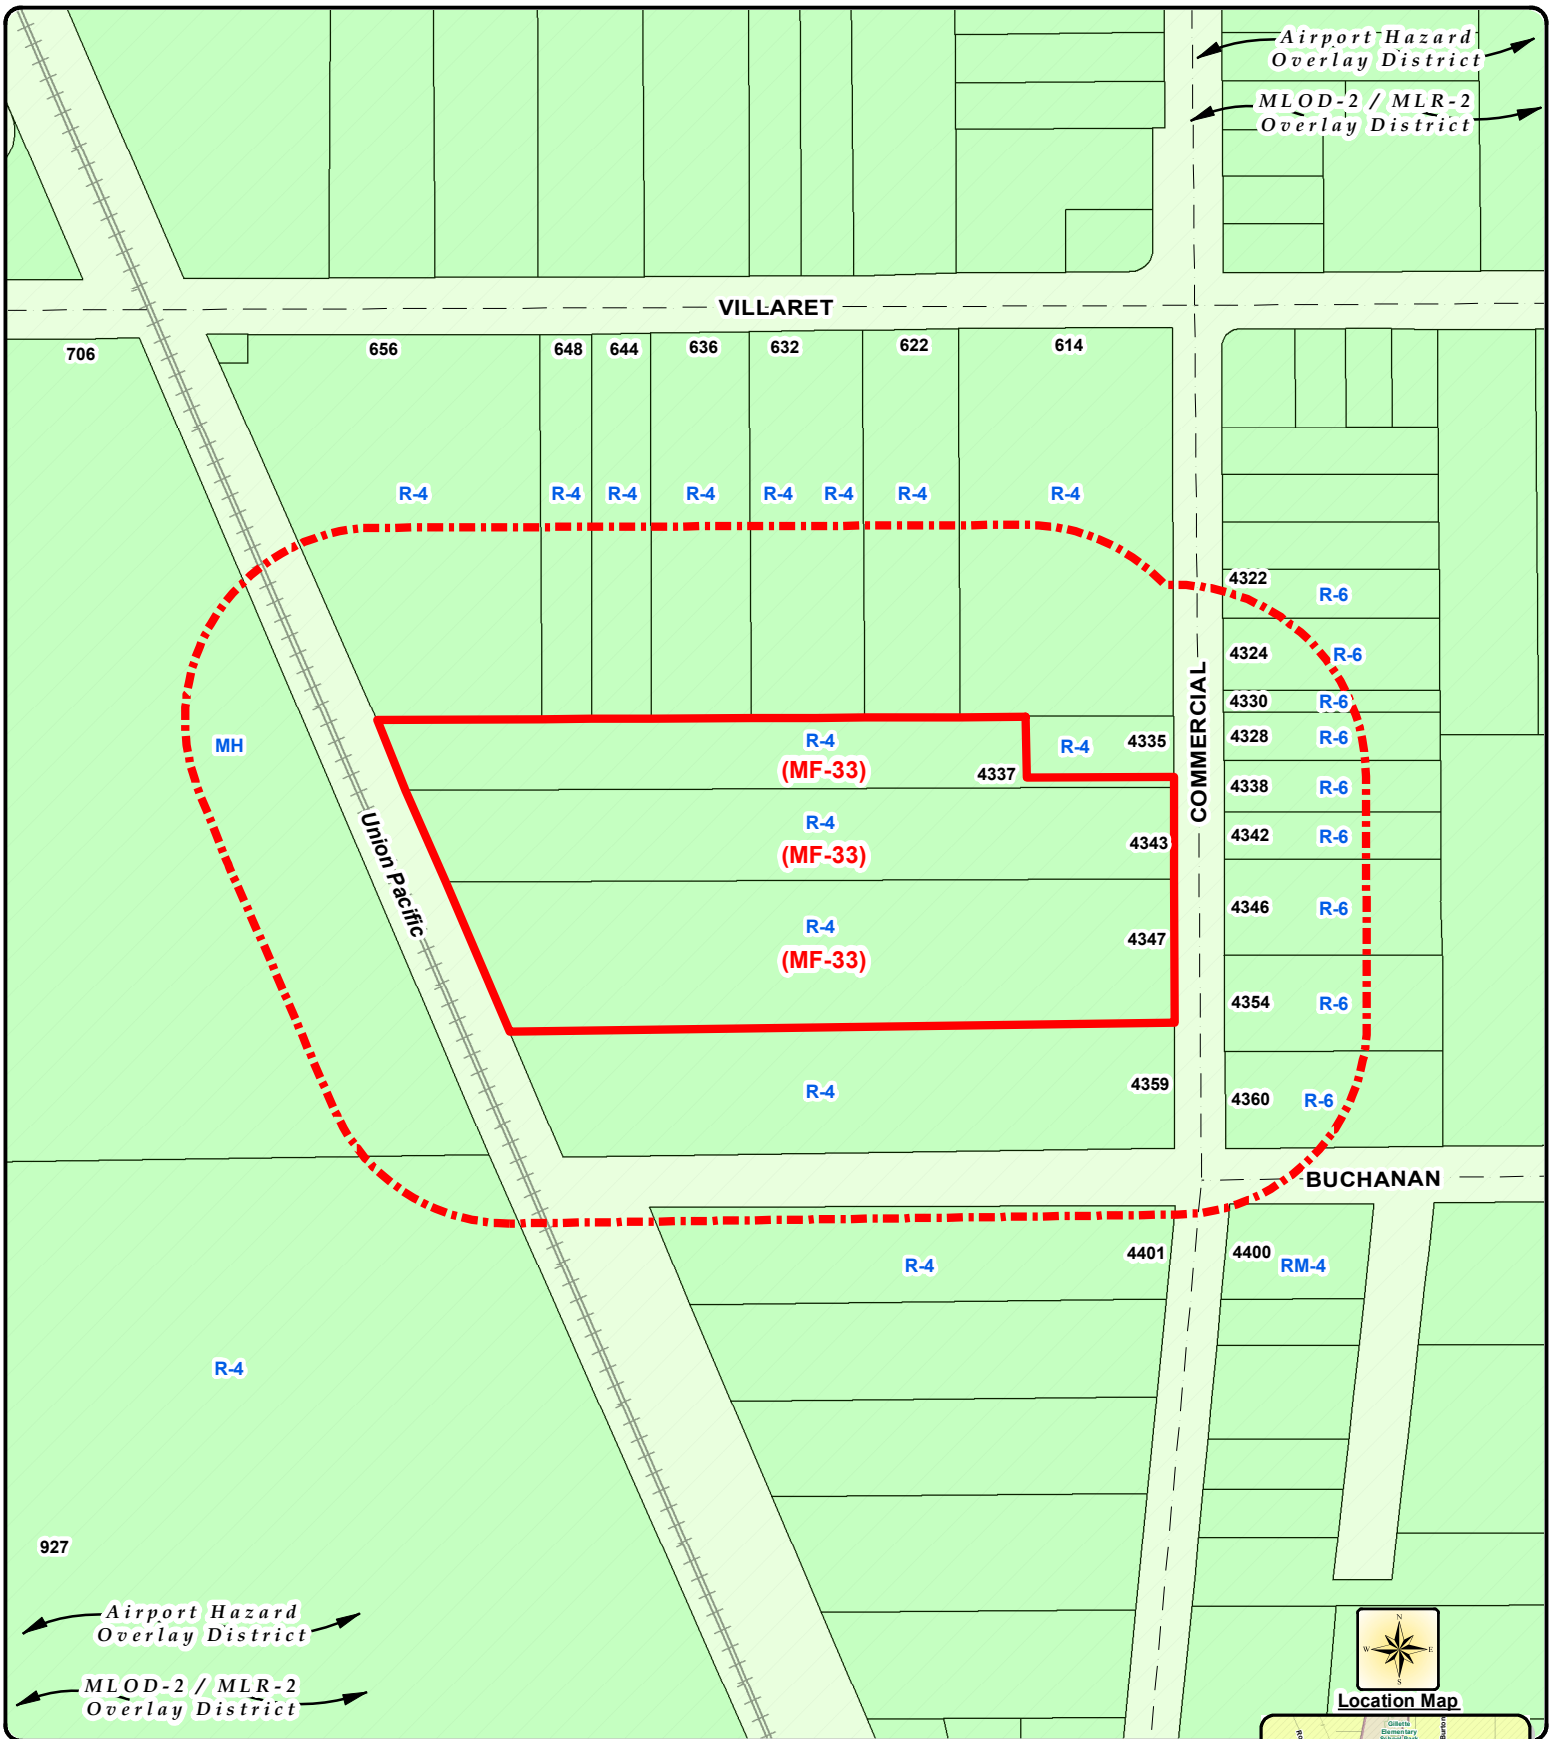 Airport Hazard
Overlay District
MLOD-2 / MLR-2
Overlay District
VILLARET
706
656
648
644
636
632
622
614
R-4
R-4
R-4
R-4
R-4
R-4
R-4
R-4
4322
R-6
4324
R-6
4330
R-6
COMMERCIAL
4328
R-6
MH
R-4
(MF-33)
4337
R-4
4335
4338
R-6
R-4
(MF-33)
4343
4342
R-6
Union Pacific
R-4
(MF-33)
4347
4346
R-6
4354
R-6
R-4
4359
4360
R-6
BUCHANAN
R-4
4401
4400
RM-4
R-4
927
Airport Hazard
Overlay District
MLOD-2 / MLR-2
Overlay District
N
W
E
S
Location Map
Gillette
Elementary
Burton